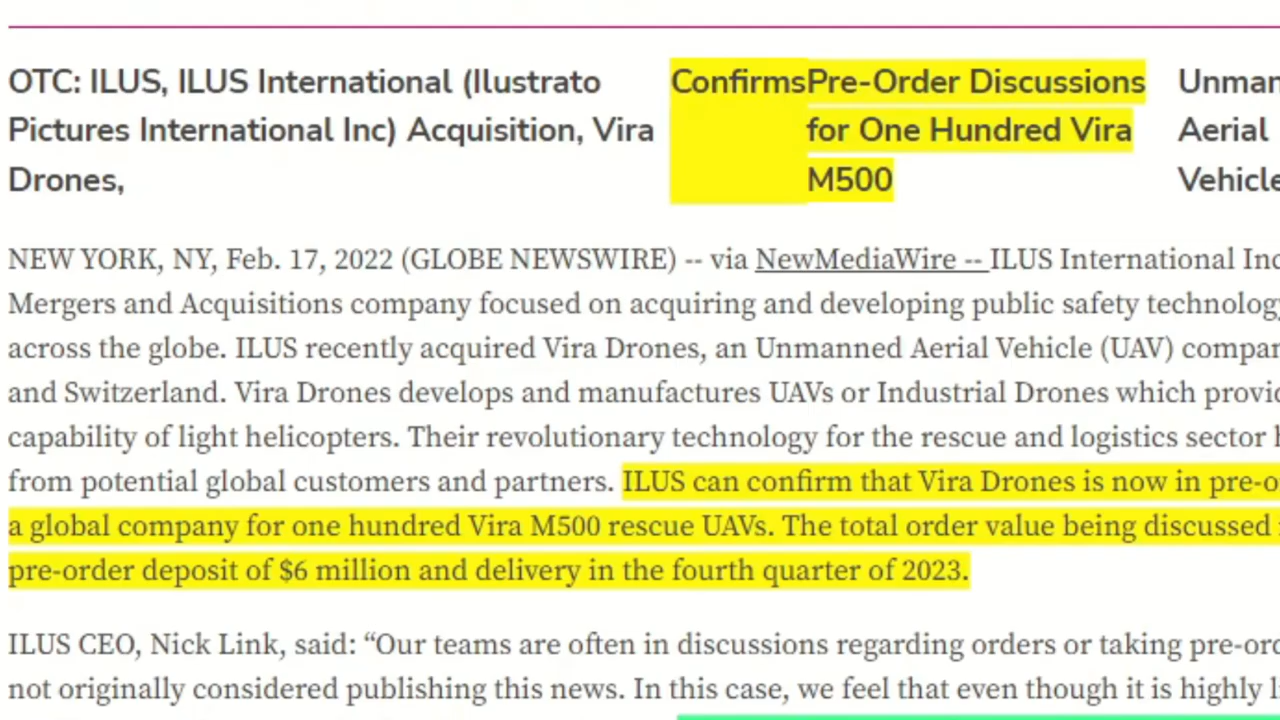 OTC: ILUS, ILUS International (Ilustrato
Pictures International Inc) Acquisition, Vira
Drones,
Confirms
Pre-Order Discussions
for One Hundred Vira
M500
Unman
Aerial
Vehicle
NEW YORK, NY, Feb. 17, 2022 (GLOBE NEWSWIRE) -- via NewMediaWire -- ILUS International Inc
Mergers and Acquisitions company focused on acquiring and developing public safety technology
across the globe. ILUS recently acquired Vira Drones, an Unmanned Aerial Vehicle (UAV) compan
and Switzerland. Vira Drones develops and manufactures UAVs or Industrial Drones which provid
capability of light helicopters. Their revolutionary technology for the rescue and logistics sector h
from potential global customers and partners. ILUS can confirm that Vira Drones is now in pre-o
a global company for one hundred Vira M500 rescue UAVs. The total order value being discussed
pre-order deposit of $6 million and delivery in the fourth quarter of 2023.
ILUS CEO, Nick Link, said: “Our teams are often in discussions regarding orders or taking pre-ord
not originally considered publishing this news. In this case, we feel that even though it is highly li